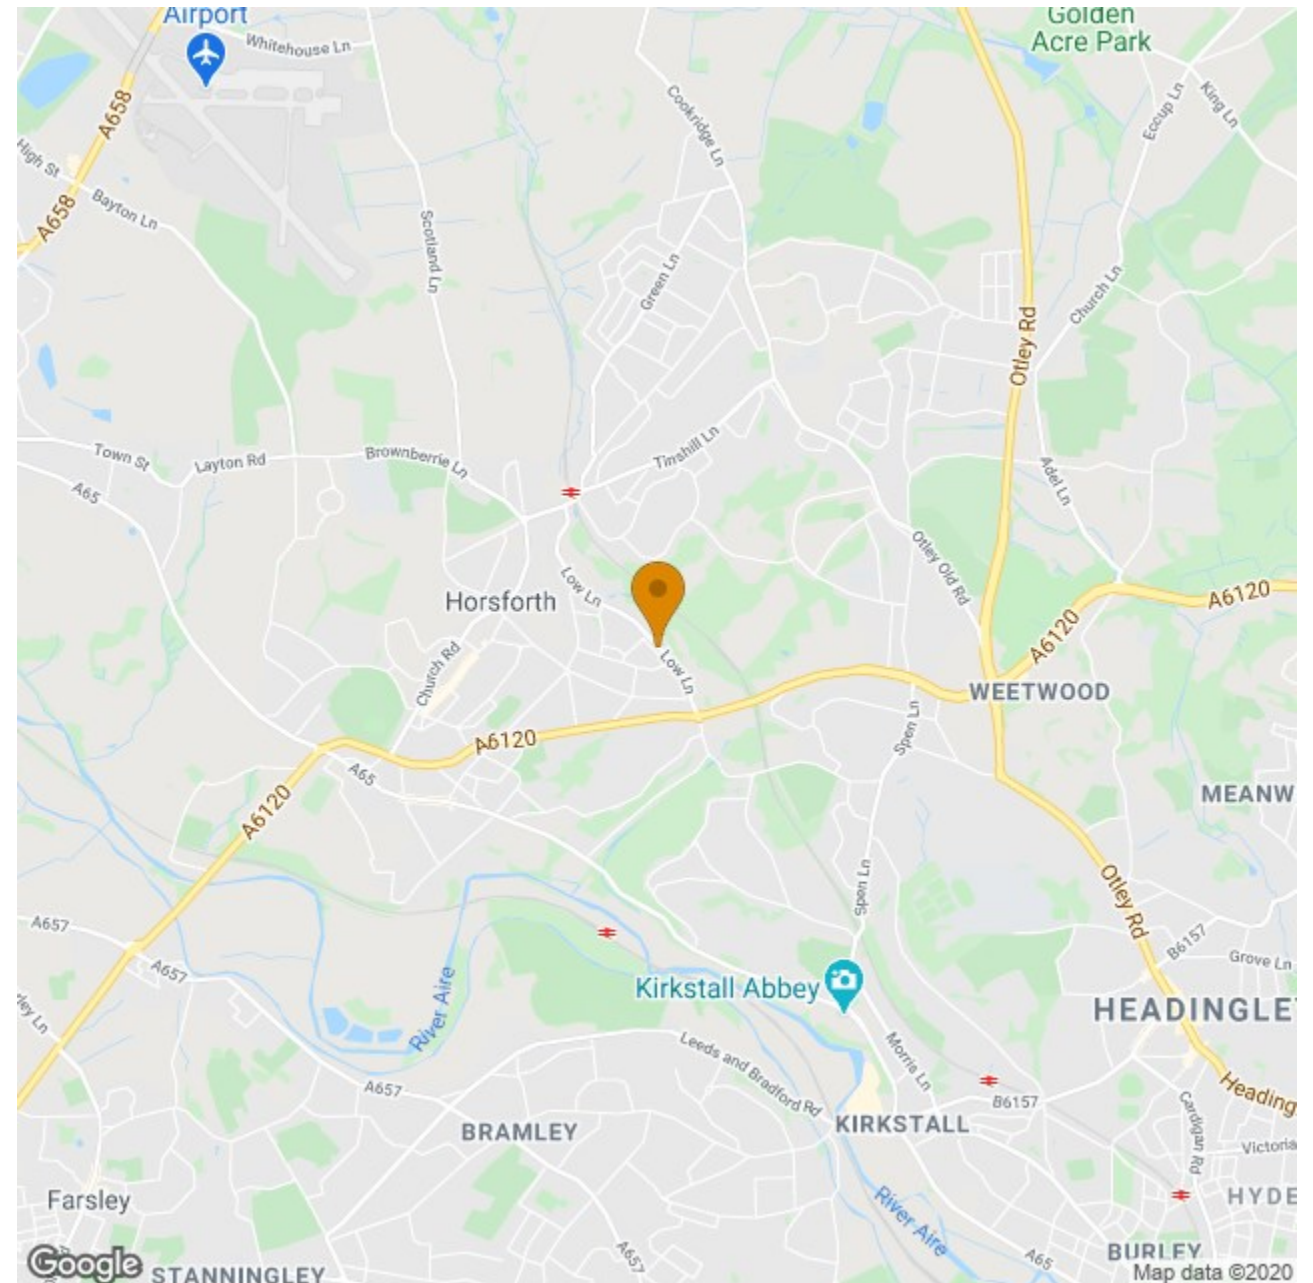 Airport
Whitehouse Ln
Golden
Acre Park
A658
Cookridge Ln
Eccup Ln
King Ln
High St
Bayton Ln
A658
Scotland Ln
Green Ln
Church Ln
Otley Rd
Town St
Layton Rd
Brownberrie Ln
Tinshill Ln
Adel Ln
A65
Otley Old Rd
Low Ln
Horsforth
A6120
A6120
Church Rd
Low Ln
WEETWOOD
Spen Ln
A6120
A65
A6120
MEANW
Spen Ln
Otley Rd
A657
B6157
Grove Ln
A657
River Aire
Kirkstall Abbey
HEADINGLE
rley Ln
Leeds and Bradford Rd
Morris Ln
A657
B6157
Heading
Cardigan Rd
BRAMLEY
KIRKSTALL
Victoria
Farsley
HYDE
River Aire
A657
A65
BURLEY
Google
STANNINGLEY
Map data ©2020